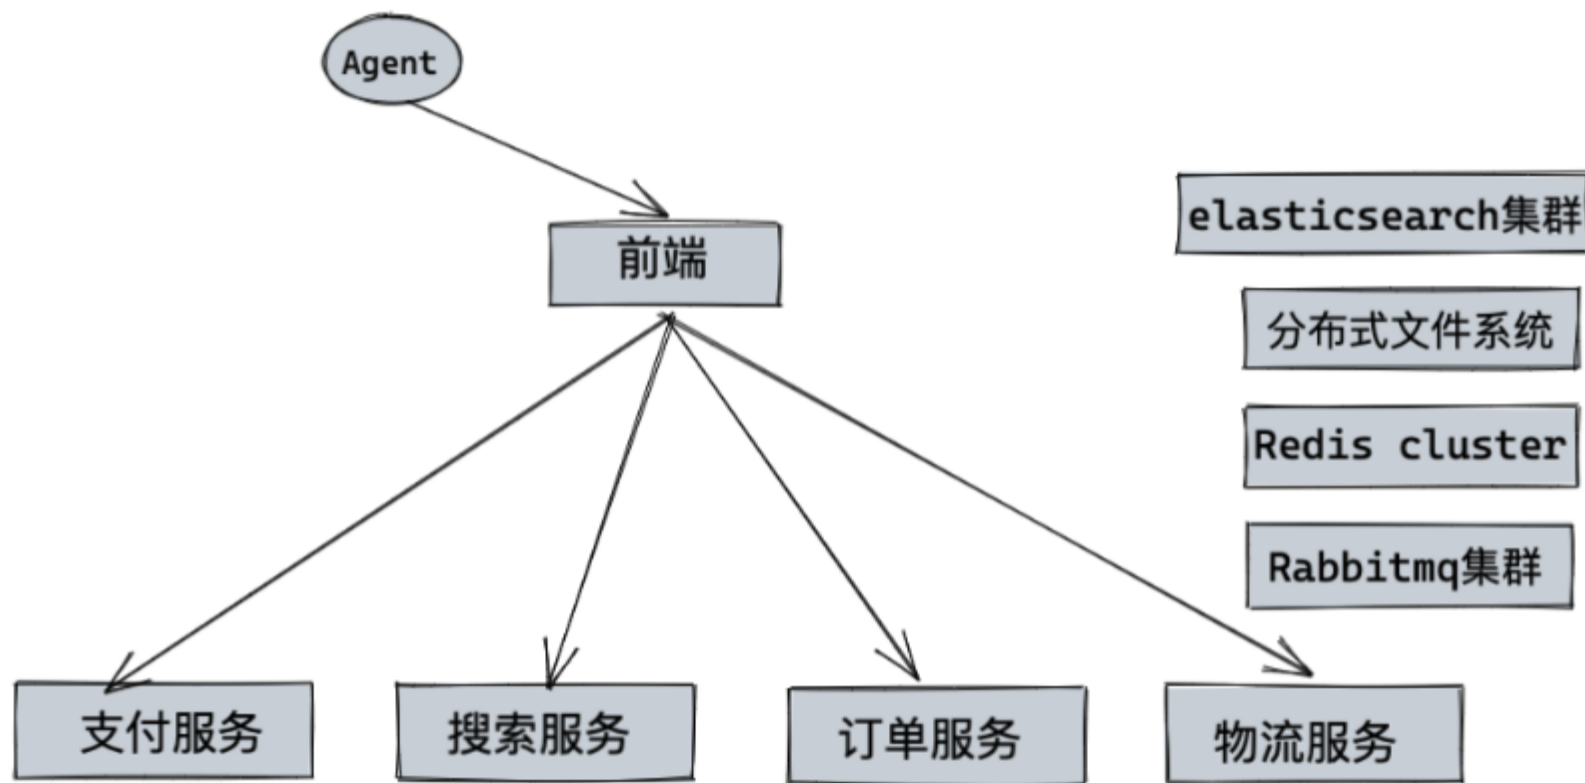 Agent
前端
elasticsearch集群
分布式文件系统
Redis cluster
Rabbitmq集群
支付服务
搜索服务
订单服务
物流服务